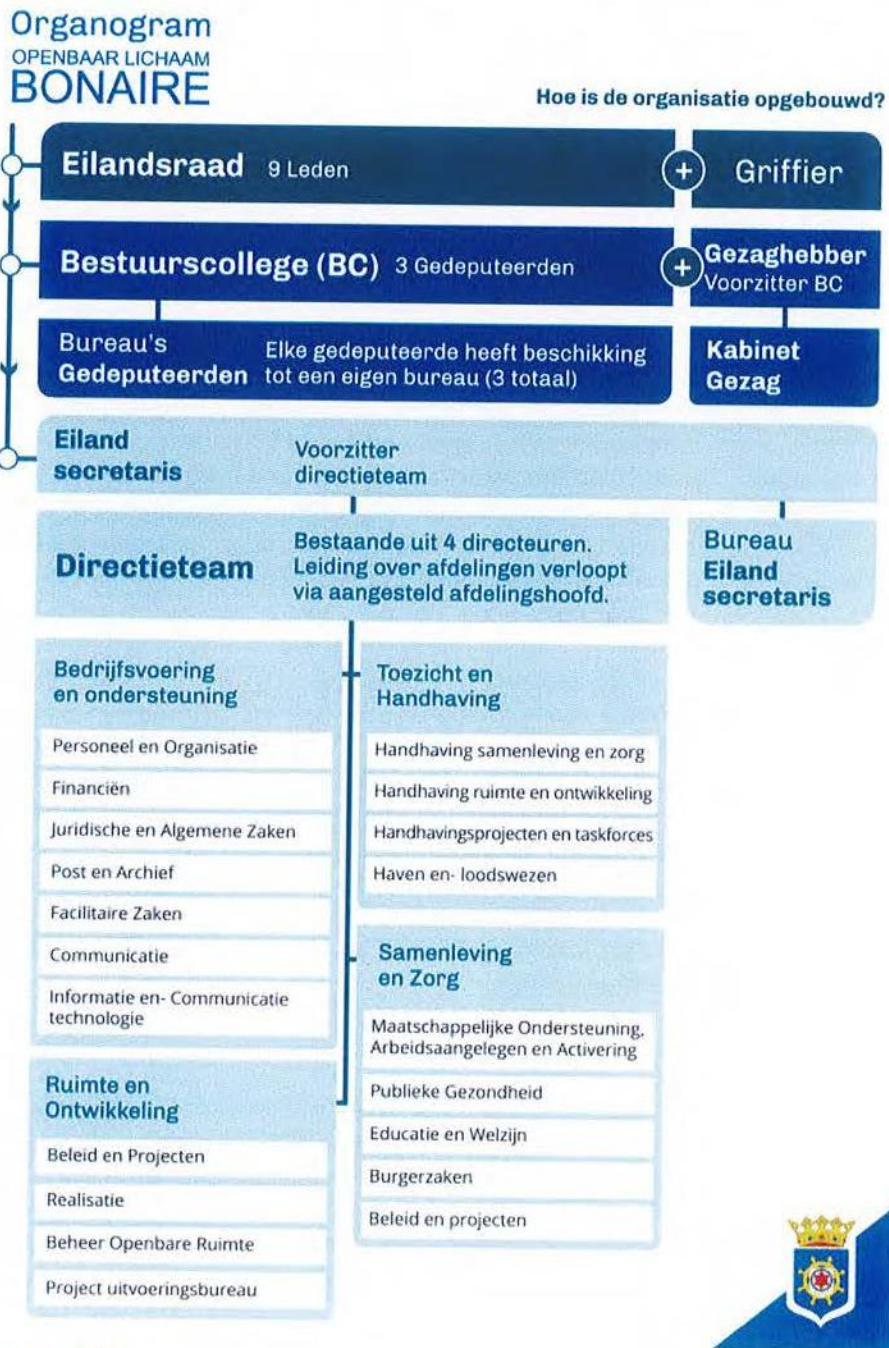 Organogram
OPENBAAR LICHAAM
BONAIRE
Hoe is de organisatie opgebouwd?
Eilandsraad 9 Leden
+
Griffier
Bestuurscollege (BC) 3 Gedeputeerden
+
Gezaghebber
Voorzitter BC
Bureau's
Gedeputeerden
Elke gedeputeerde heeft beschikking
tot een eigen bureau (3 totaal)
Kabinet
Gezag
Eiland
secretaris
Voorzitter
directieteam
Directieteam
Bestaande uit 4 directeuren.
Leiding over afdelingen verloopt
via aangesteld afdelingshoofd.
Bureau
Eiland
secretaris
Bedrijfsvoering
en ondersteuning
Personeel en Organisatie
Financiën
Juridische en Algemene Zaken
Post en Archief
Facilitaire Zaken
Communicatie
Informatie en- Communicatie
technologie
Toezicht en
Handhaving
Handhaving samenleving en zorg
Handhaving ruimte en ontwikkeling
Handhavingsprojecten en taskforces
Haven en- loodswezen
Samenleving
en Zorg
Maatschappelijke Ondersteuning,
Arbeidsaangelegen en Activering
Publieke Gezondheid
Educatie en Welzijn
Burgerzaken
Beleid en projecten
Ruimte en
Ontwikkeling
Beleid en Projecten
Realisatie
Beheer Openbare Ruimte
Project uitvoeringsbureau